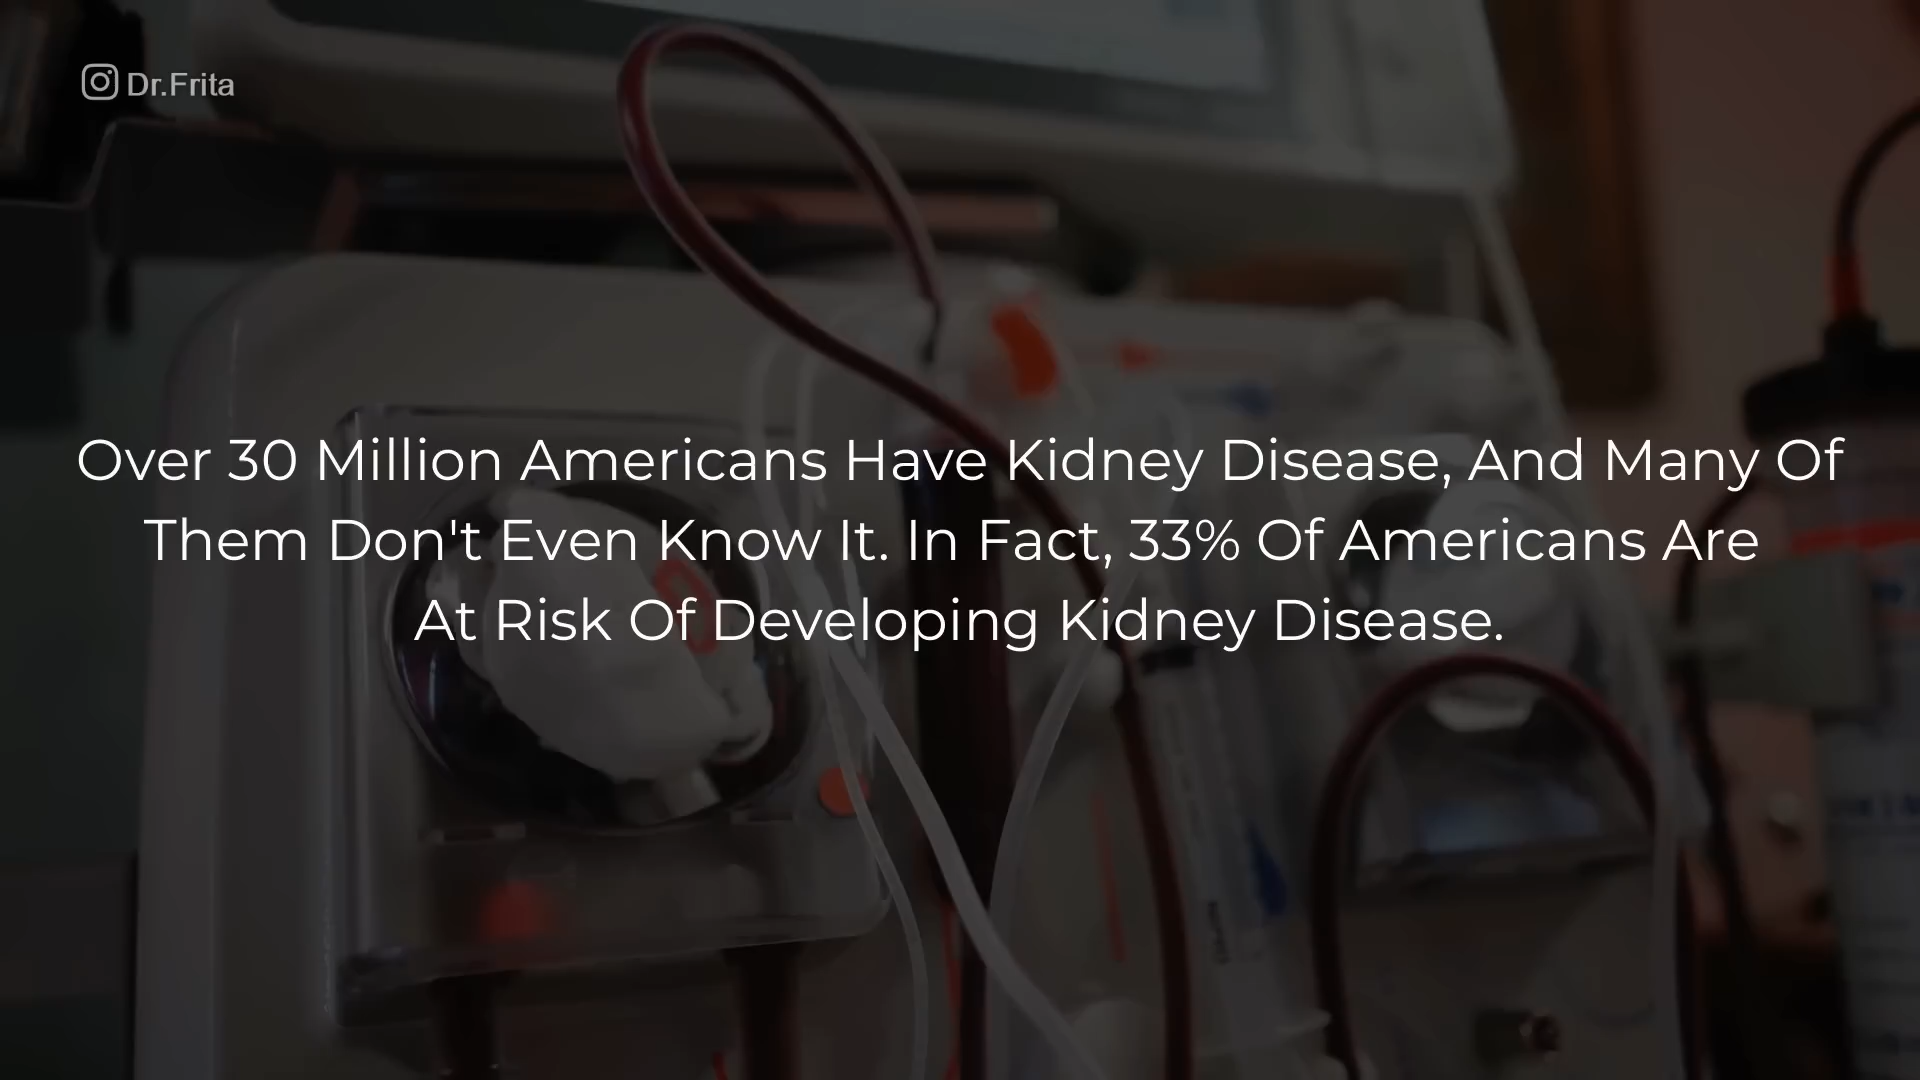 Dr.Frita
Over 30 Million Americans Have Kidney Disease, And Many Of
Them Don't Even Know It. In Fact, 33% Of Americans Are
At Risk Of Developing Kidney Disease.